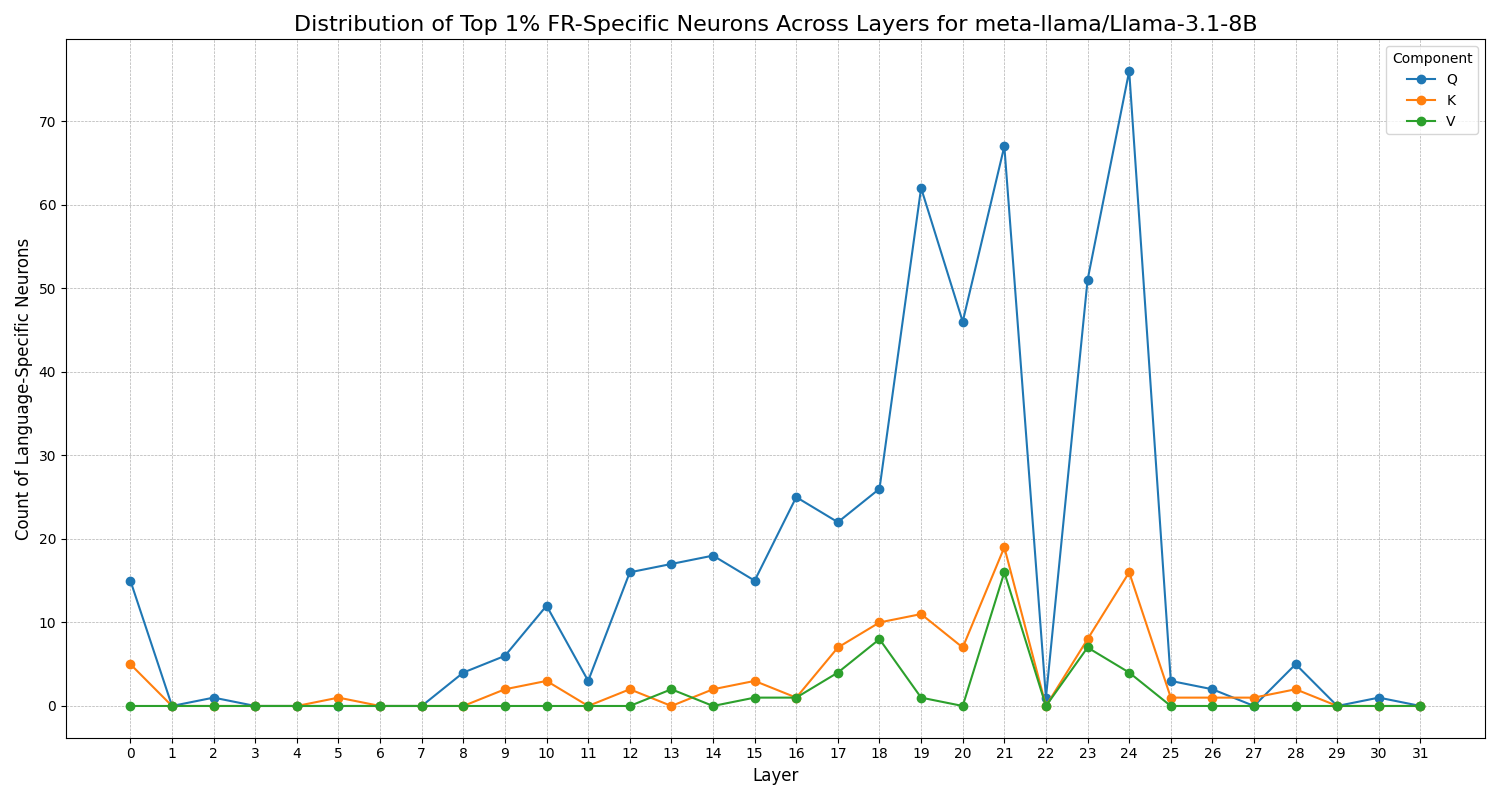 Distribution of Top 1% FR-Specific Neurons Across Layers for meta-llama/Llama-3.1-8B
Component
Q
K
V
Count of Language-Specific Neurons
70
60
50
40
30
20
10
0
0 1 2 3 4 5 6 7 8 9 10 11 12 13 14 15 16 17 18 19 20 21 22 23 24 25 26 27 28 29 30 31
Layer